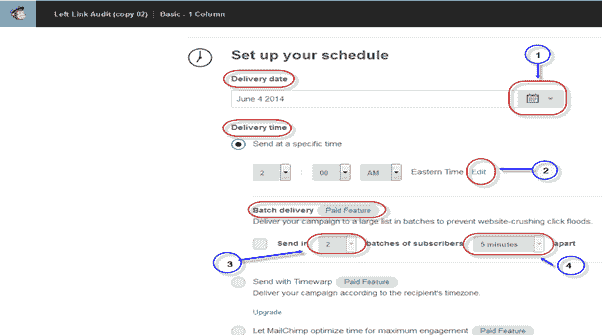 Left Link Audit (copy 02) Basic - 1 Column
1
Set up your schedule
Delivery date
June 4 2014
Delivery time
Send at a specific time
2 : 00 AM Eastern Time Edit 2
Batch delivery Paid Feature
Deliver your campaign to a large list in batches to prevent website-crushing click floods.
Send in 2 batches of subscribers 5 minutes apart
3 4
Send with Timewarp Paid Feature
Deliver your campaign according to the recipient's timezone.
Upgrade
Let MailChimp optimize time for maximum engagement Paid Feature